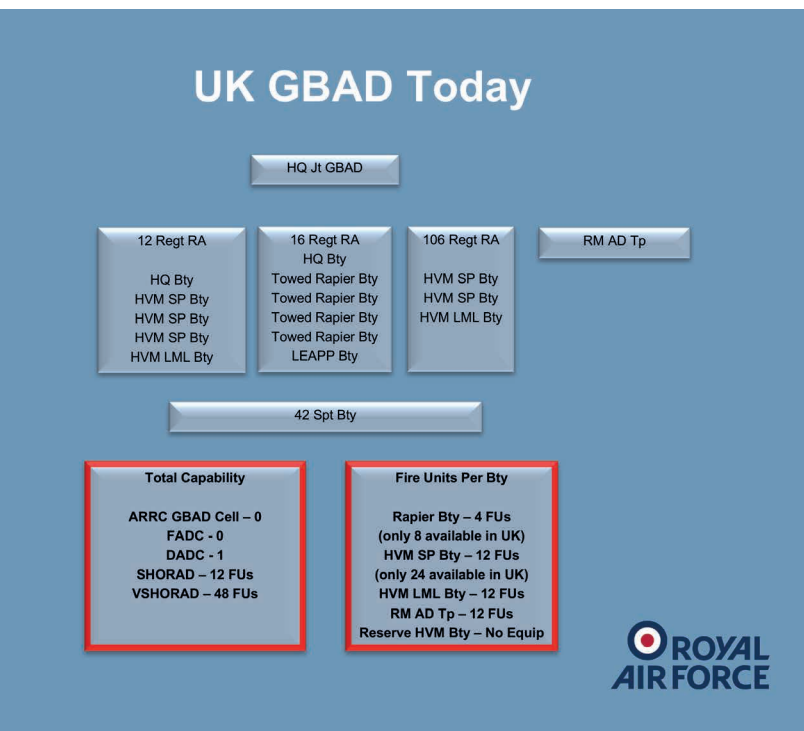 UK GBAD Today
HQ Jt GBAD
12 Regt RA
HQ Bty
HVM SP Bty
HVM SP Bty
HVM SP Bty
HVM LML Bty
16 Regt RA
HQ Bty
Towed Rapier Bty
Towed Rapier Bty
Towed Rapier Bty
Towed Rapier Bty
LEAPP Bty
106 Regt RA
HVM SP Bty
HVM SP Bty
HVM LML Bty
RM AD Tp
42 Spt Bty
Total Capability
ARRC GBAD Cell – 0
FADC - 0
DADC - 1
SHORAD – 12 FUs
VSHORAD – 48 FUs
Fire Units Per Bty
Rapier Bty – 4 FUs
(only 8 available in UK)
HVM SP Bty – 12 FUs
(only 24 available in UK)
HVM LML Bty – 12 FUs
RM AD Tp – 12 FUs
Reserve HVM Bty – No Equip
ROYAL
AIR FORCE